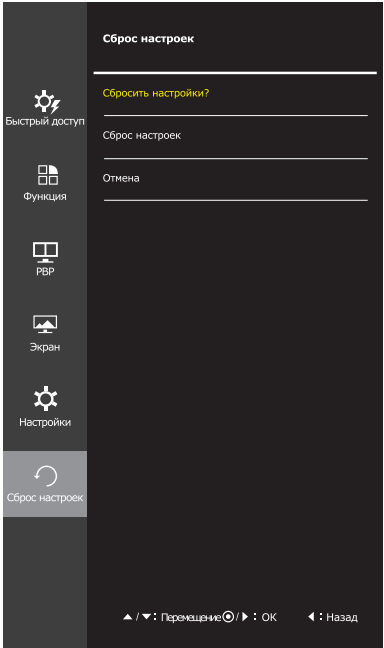 Сброс настроек
Сбросить настройки?
Сброс настроек
Отмена
Быстрый доступ
Функция
PBP
Экран
Настройки
Сброс настроек
▲ / ▼ : Перемещение ⦿ / ▶ : OK ◀ : Назад